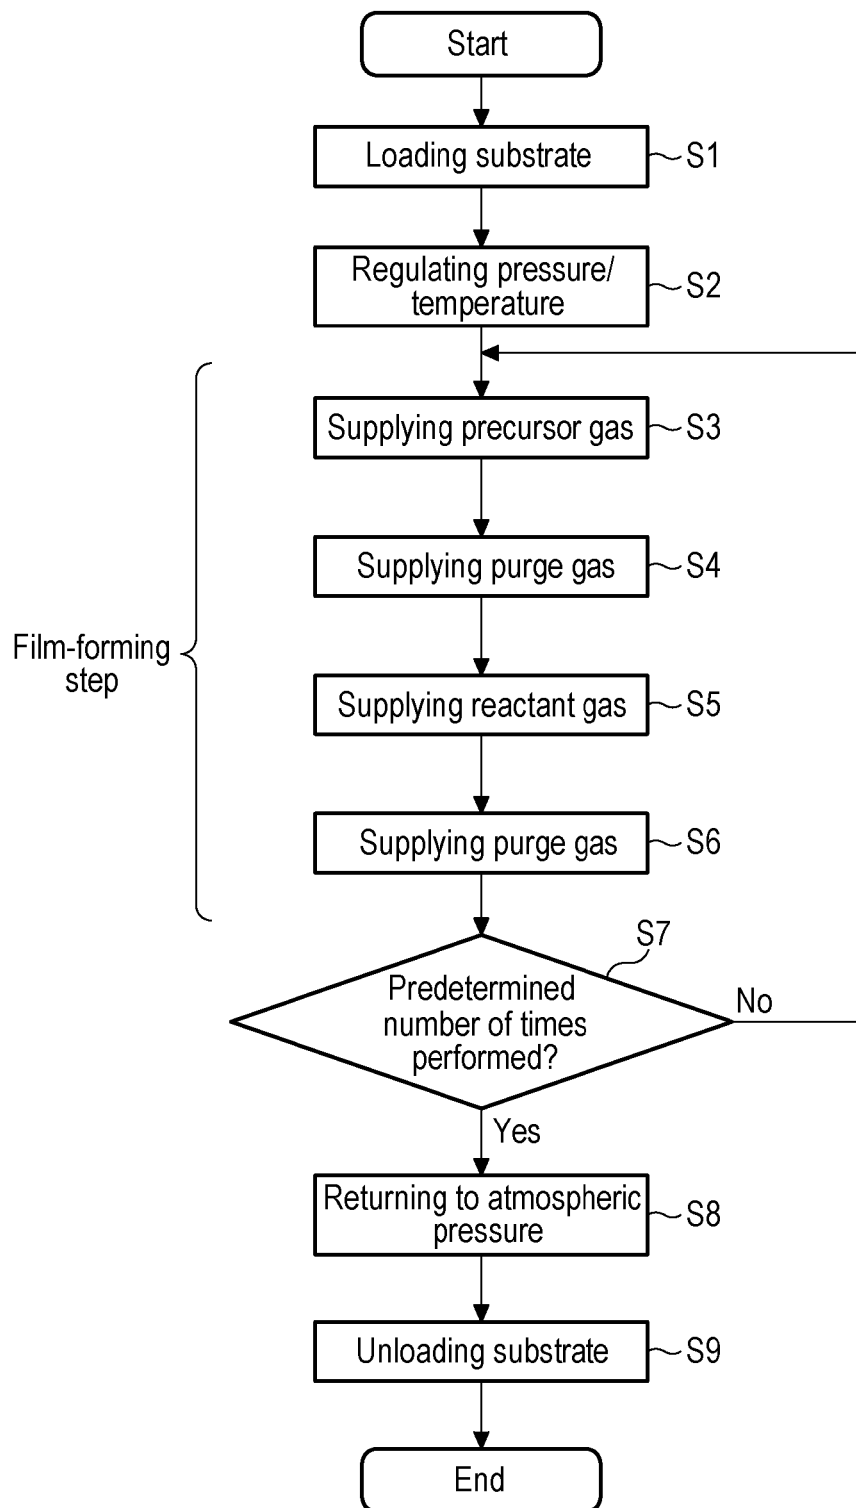 Start
Loading substrate
S1
Regulating pressure/
temperature
S2
Supplying precursor gas
S3
Supplying purge gas
S4
Film-forming
step
Supplying reactant gas
S5
Supplying purge gas
S6
S7
Predetermined
number of times
performed?
No
Yes
Returning to atmospheric
pressure
S8
Unloading substrate
S9
End